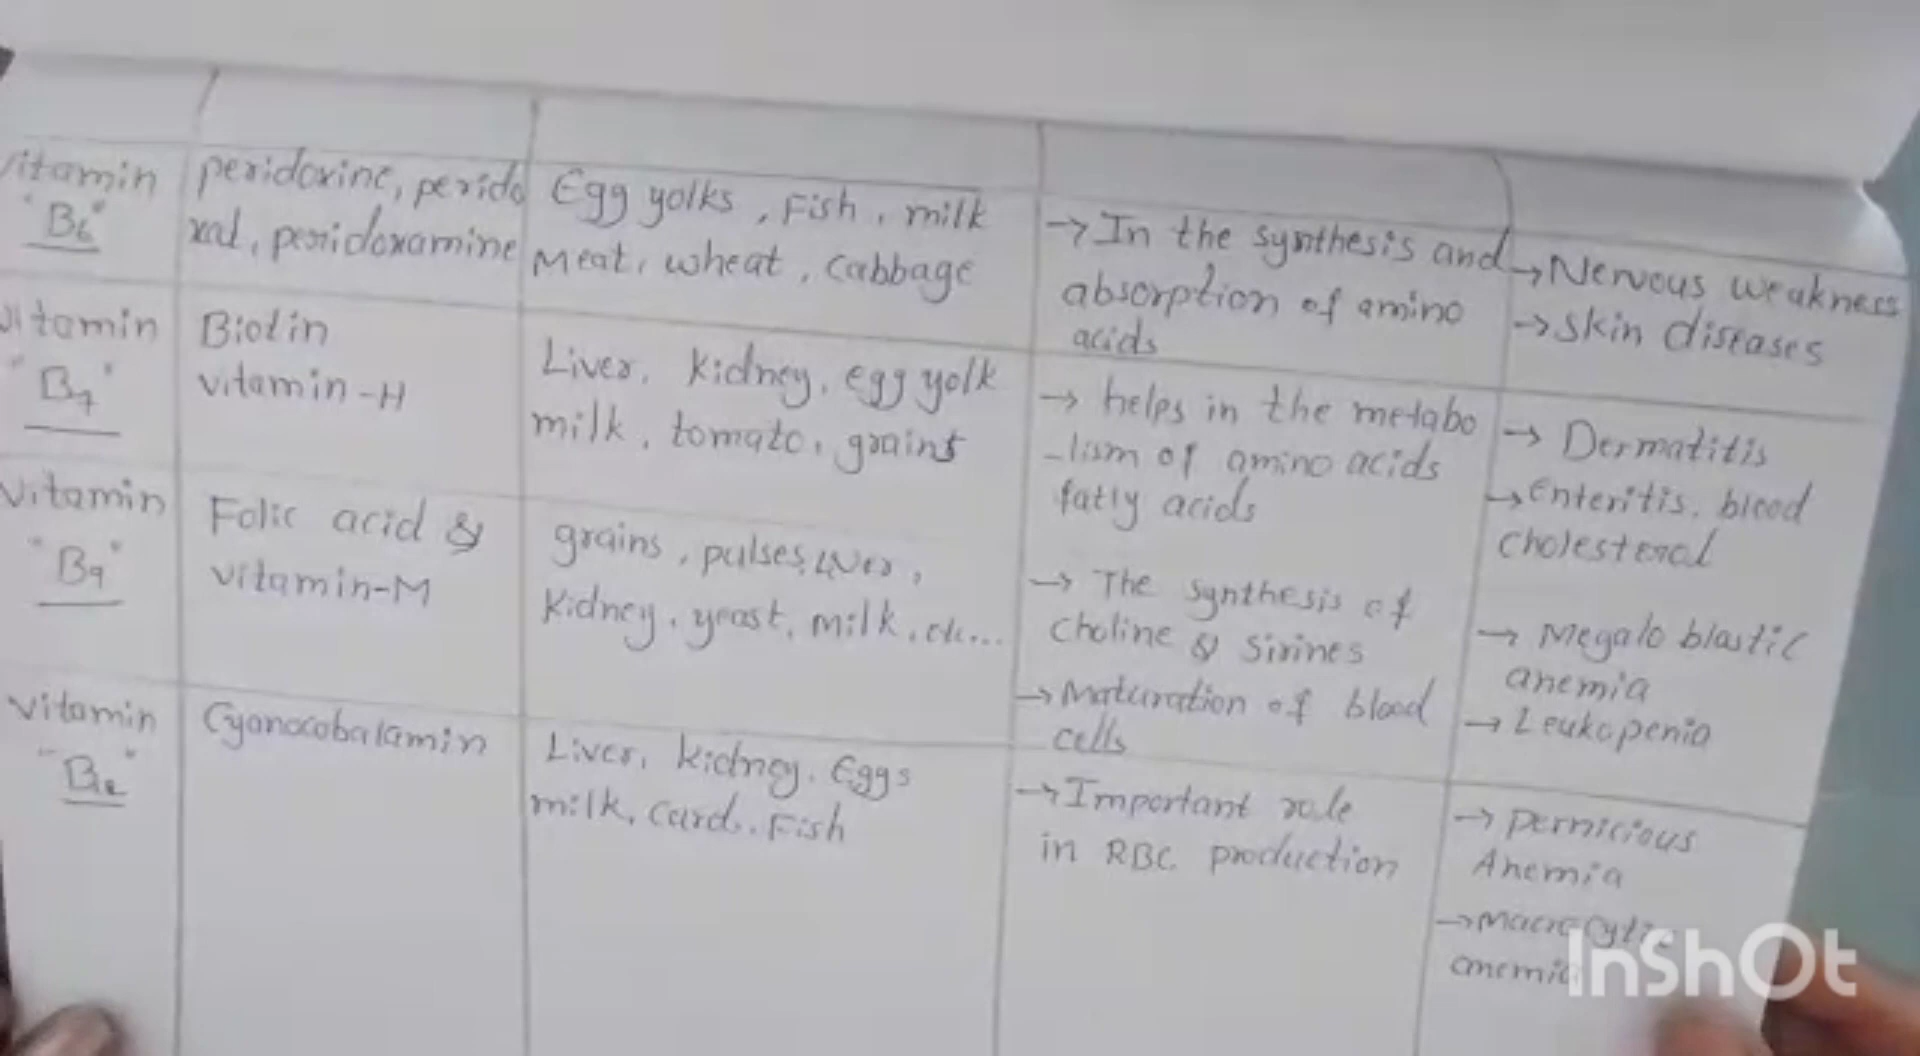 Vitamin
"B6"
peridoxine, perido
xal, peridoxamine
Egg yolks, Fish, milk
Meat, wheat, cabbage
→ In the synthesis and
absorption of amino
acids
→ Nervous weakness
→ skin diseases
vitamin
"B7"
Biotin
vitamin-H
Liver, kidney, egg yolk
milk, tomato, grains
→ helps in the metabo
-lism of amino acids
fatty acids
→ Dermatitis
→ Enteritis, blood
cholesterol
Vitamin
"B9"
Folic acid &
vitamin-M
grains, pulses, Liver,
Kidney, yeast, milk, etc...
→ The synthesis of
choline & Sirines
→ Maturation of blood
cells
→ Megalo blastic
anemia
→ Leukopenia
Vitamin
"B12"
Cyanocobalamin
Liver, kidney, Eggs
milk, card, Fish
→ Important role
in RBC production
→ Pernicious
Anemia
→ Macrocytic
anemia
InShOt